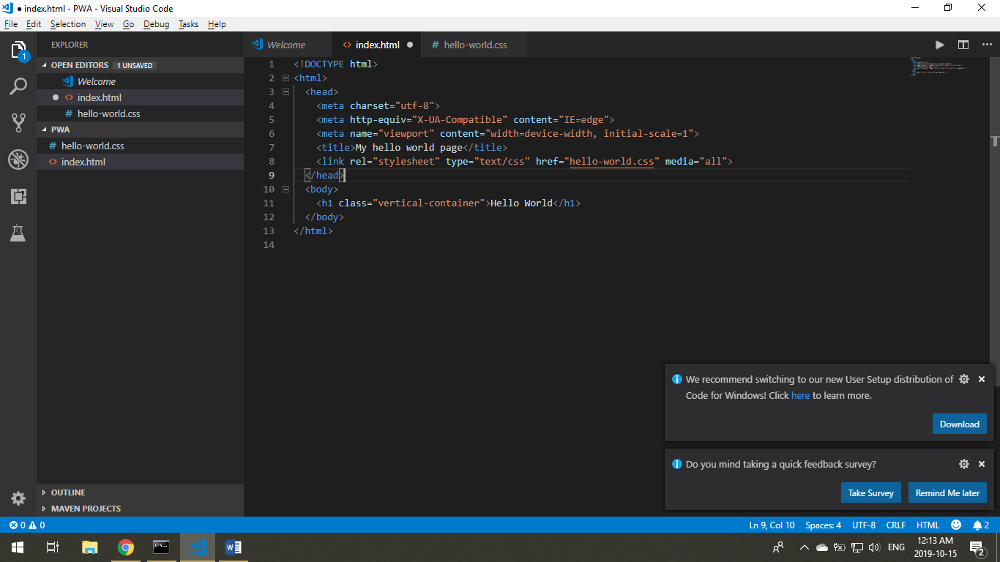 ● index.html - PWA - Visual Studio Code
File Edit Selection View Go Debug Tasks Help
1
EXPLORER
OPEN EDITORS 1 UNSAVED
Welcome
● <> index.html
# hello-world.css
PWA
# hello-world.css
<> index.html
OUTLINE
MAVEN PROJECTS
Welcome <> index.html ● # hello-world.css
1 <!DOCTYPE html>
2 <html>
3 <head>
4 <meta charset="utf-8">
5 <meta http-equiv="X-UA-Compatible" content="IE=edge">
6 <meta name="viewport" content="width=device-width, initial-scale=1">
7 <title>My hello world page</title>
8 <link rel="stylesheet" type="text/css" href="hello-world.css" media="all">
9 </head>
10 <body>
11 <h1 class="vertical-container">Hello World</h1>
12 </body>
13 </html>
14
We recommend switching to our new User Setup distribution of
Code for Windows! Click here to learn more.
Download
Do you mind taking a quick feedback survey?
Take Survey Remind Me later
0 0 Ln 9, Col 10 Spaces: 4 UTF-8 CRLF HTML 2
ENG 12:13 AM
2019-10-15 2